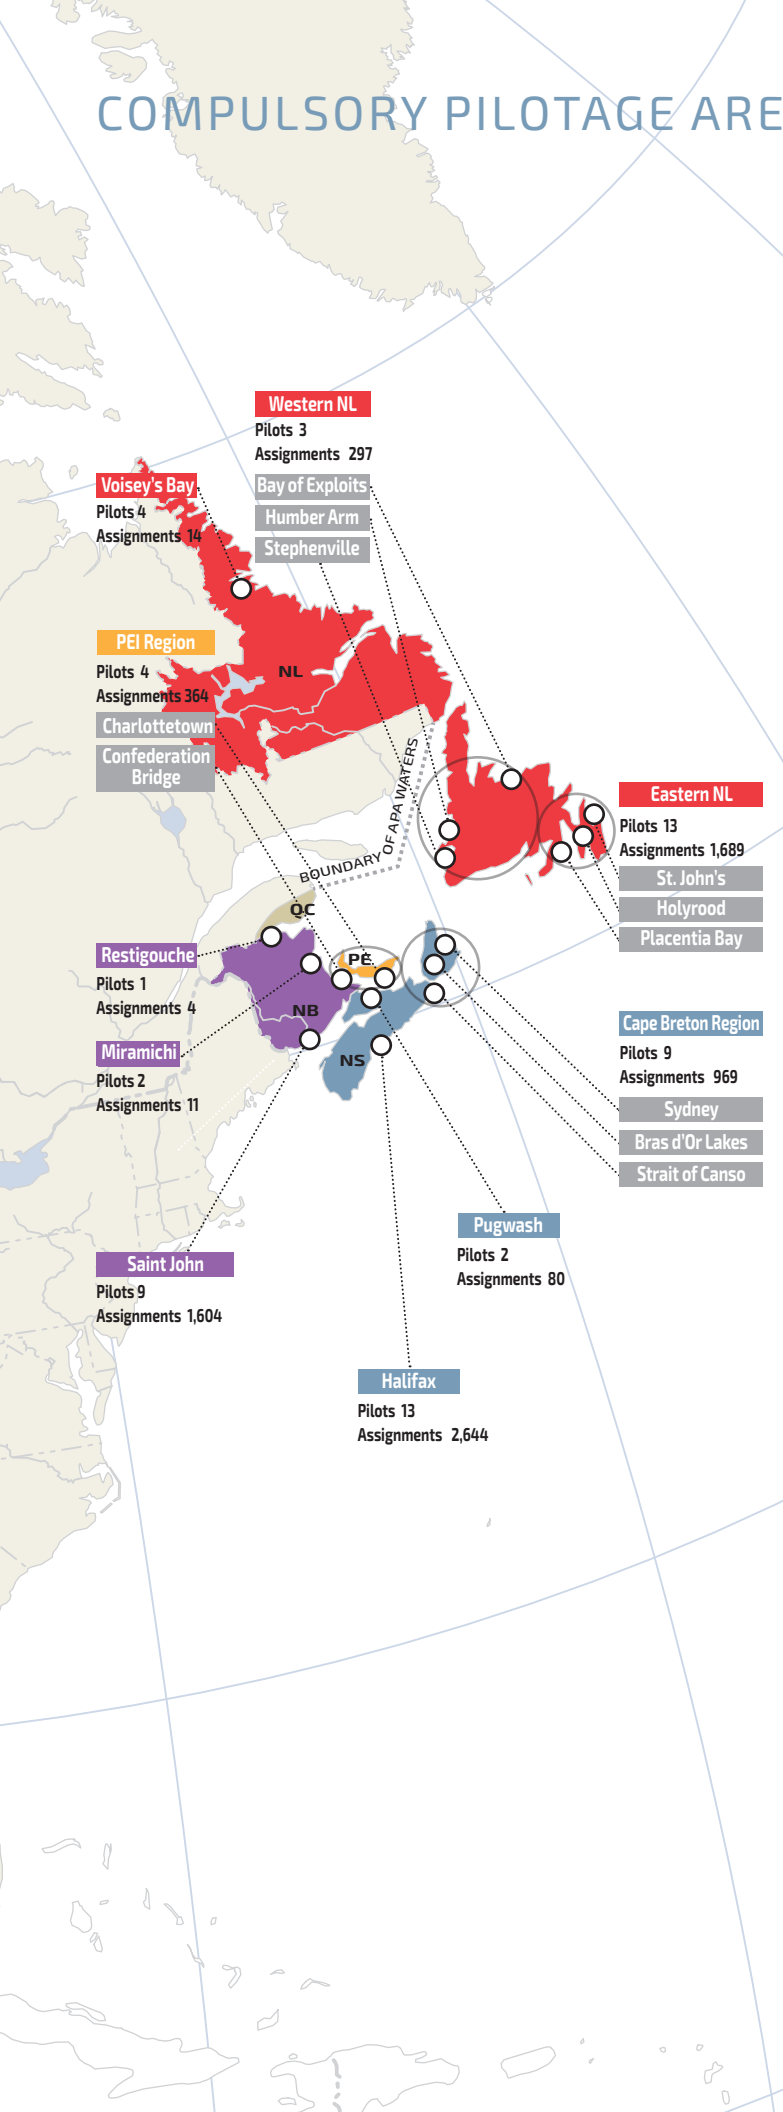 COMPULSORY PILOTAGE ARE
Western NL
Pilots 3
Assignments 297
Bay of Exploits
Humber Arm
Stephenville
Voisey's Bay
Pilots 4
Assignments 14
PEI Region
Pilots 4
Assignments 364
Charlottetown
Confederation
Bridge
NL
BOUNDARY OF APA WATERS
Eastern NL
Pilots 13
Assignments 1,689
St. John's
Holyrood
Placentia Bay
QC
PE
NB
NS
Restigouche
Pilots 1
Assignments 4
Miramichi
Pilots 2
Assignments 11
Cape Breton Region
Pilots 9
Assignments 969
Sydney
Bras d'Or Lakes
Strait of Canso
Pugwash
Pilots 2
Assignments 80
Saint John
Pilots 9
Assignments 1,604
Halifax
Pilots 13
Assignments 2,644